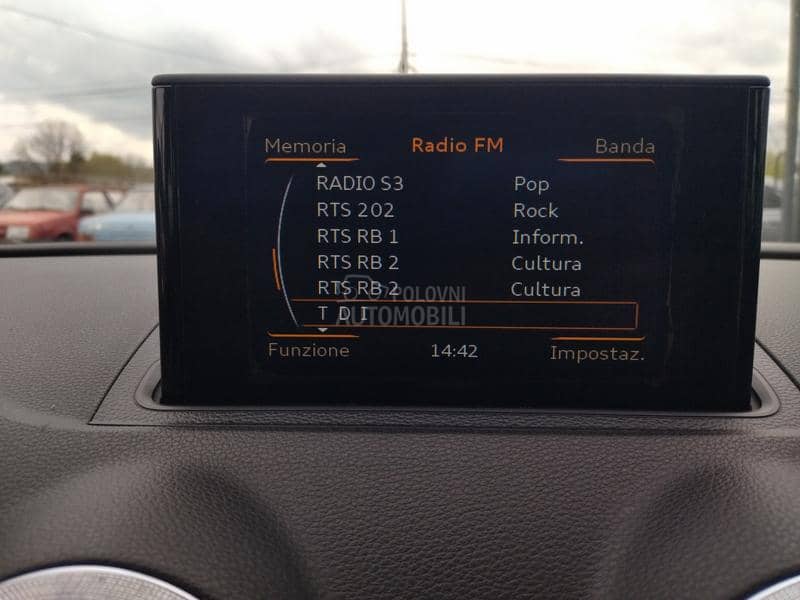 Memoria Radio FM Banda
RADIO S3 Pop
RTS 202 Rock
RTS RB 1 Inform.
RTS RB 2 Cultura
RTS RB 2 Cultura
T D I
POLOVNI
AUTOMOBILI
Funzione 14:42 Impostaz.